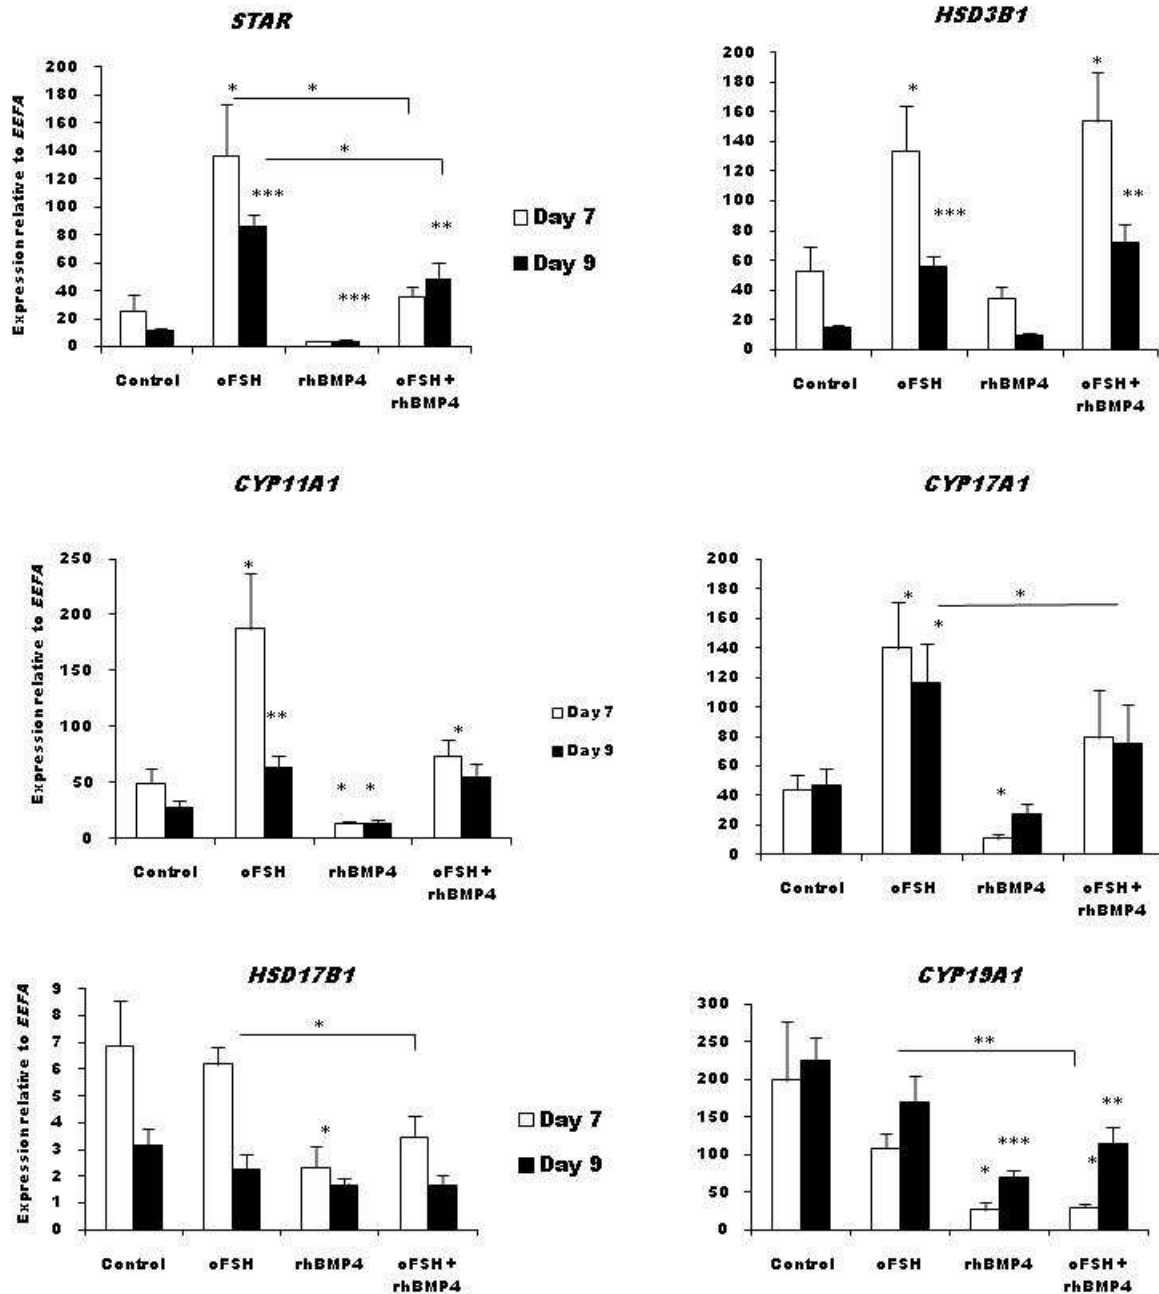 STAR
Expression relative to EEFA
200
180
160
140
120
100
80
60
40
20
0
*
*
*
***
***
**
Control
oFSH
rhBMP4
oFSH+
rhBMP4
Day 7
Day 9
HSD3B1
200
180
160
140
120
100
80
60
40
20
0
*
***
*
**
Control
oFSH
rhBMP4
oFSH+
rhBMP4
CYP11A1
Expression relative to EEFA
250
200
150
100
50
0
*
**
*
*
*
Control
oFSH
rhBMP4
oFSH+
rhBMP4
Day 7
Day 9
CYP17A1
200
180
160
140
120
100
80
60
40
20
0
*
*
*
*
Control
oFSH
rhBMP4
oFSH+
rhBMP4
HSD17B1
Expression relative to EEFA
9
8
7
6
5
4
3
2
1
0
*
*
Control
oFSH
rhBMP4
oFSH+
rhBMP4
Day 7
Day 9
CYP19A1
300
250
200
150
100
50
0
**
*
***
*
**
Control
oFSH
rhBMP4
oFSH+
rhBMP4